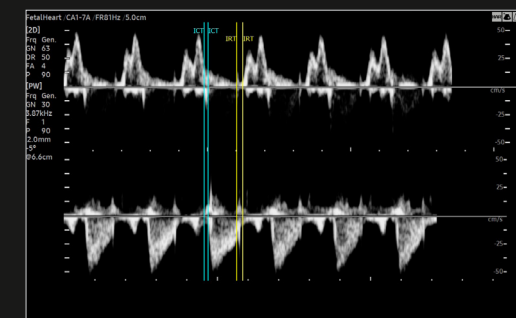 FetalHeart /CA1-7A /FR81Hz /5.0cm
[2D]
Frq Gen.
GN 63
DR 50
FA 4
P 90
[PW]
Frq Gen.
GN 30
3.87kHz
F 1
P 90
2.0mm
-5°
@6.6cm
ICT ICT
IRT IRT
50-
25-
-25-
cm/s
-50-
50-
25-
cm/s
-25-
-50-